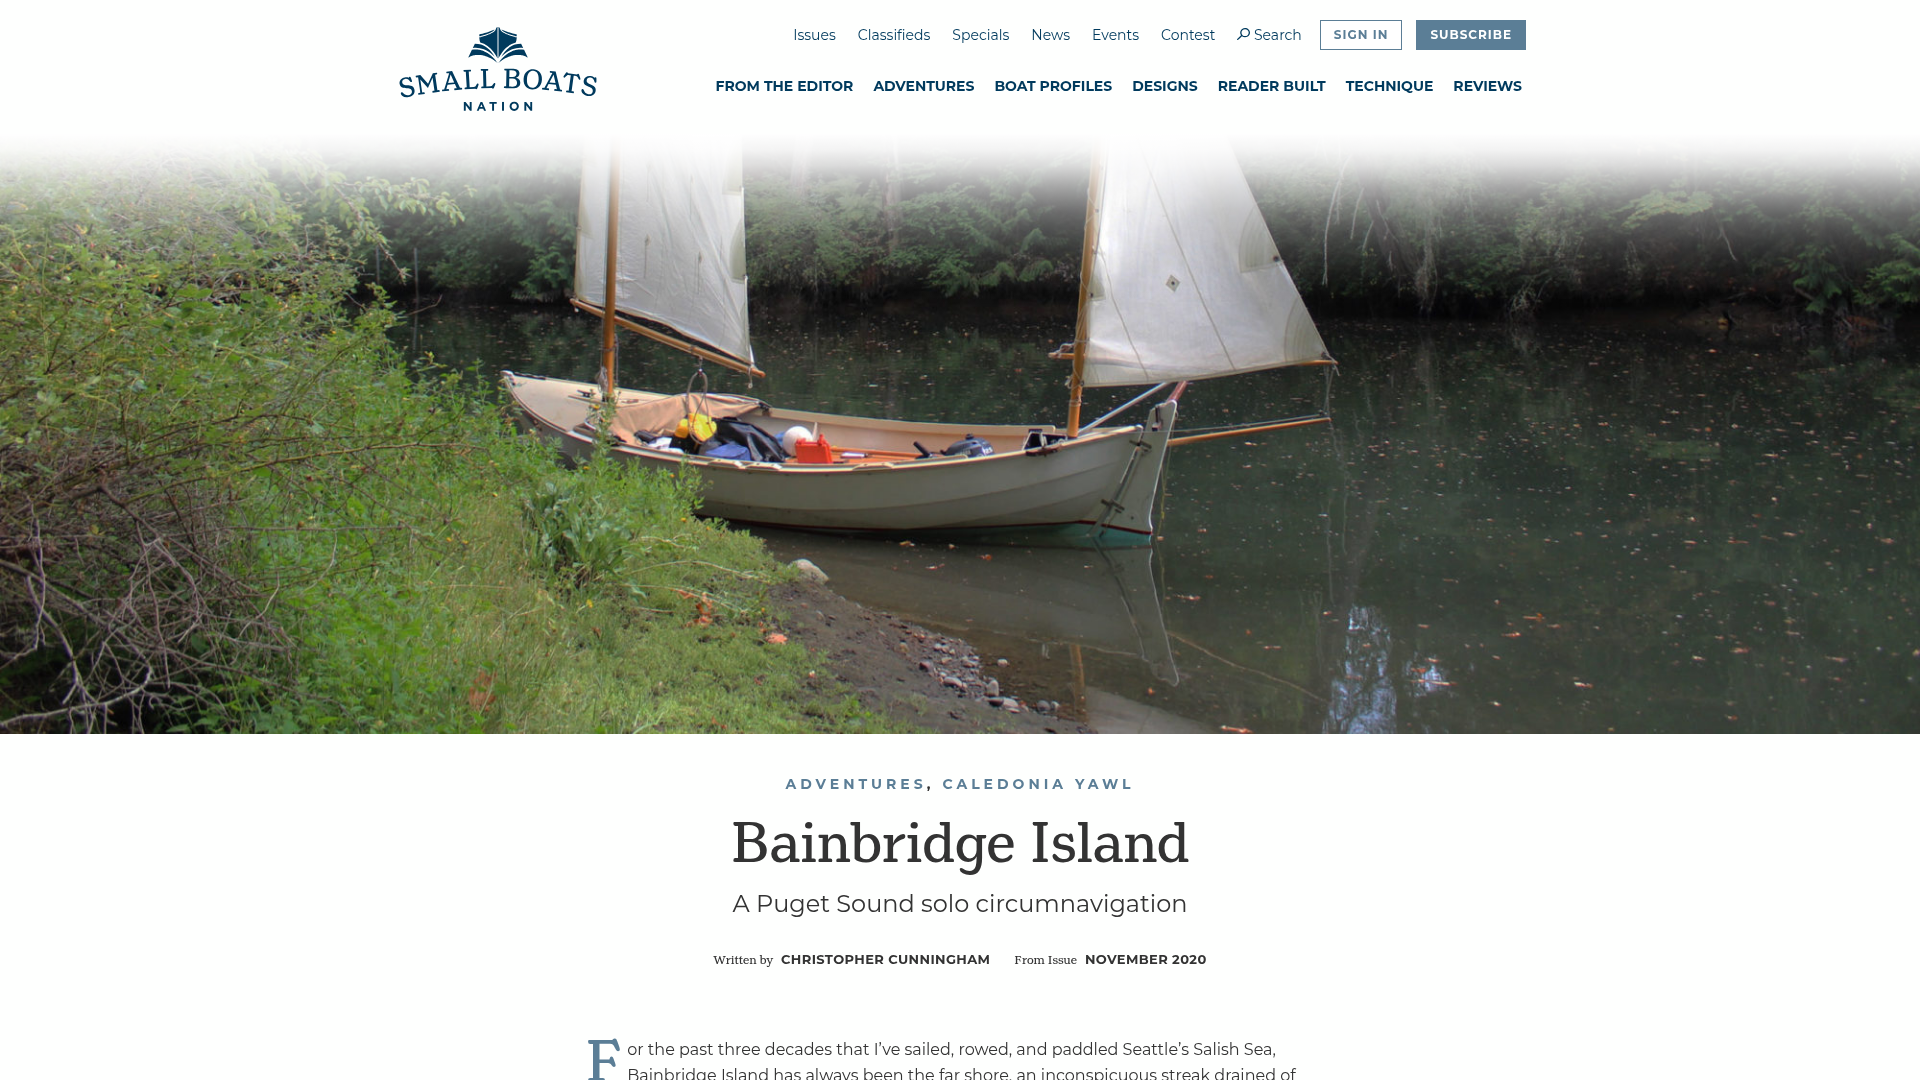 Issues Classifieds Specials News Events Contest Search SIGN IN SUBSCRIBE
SMALL BOATS
NATION
FROM THE EDITOR ADVENTURES BOAT PROFILES DESIGNS READER BUILT TECHNIQUE REVIEWS
ADVENTURES, CALEDONIA YAWL
Bainbridge Island
A Puget Sound solo circumnavigation
Written by CHRISTOPHER CUNNINGHAM From Issue NOVEMBER 2020
For the past three decades that I’ve sailed, rowed, and paddled Seattle’s Salish Sea,
Bainbridge Island has always been the far shore, an inconspicuous streak drained of